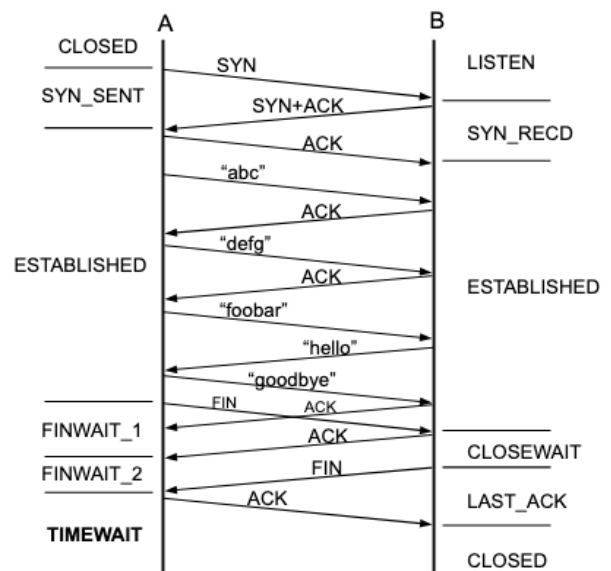 A
B
CLOSED
SYN
LISTEN
SYN_SENT
SYN+ACK
SYN_RECD
ACK
“abc”
ACK
“defg”
ESTABLISHED
ACK
ESTABLISHED
“foobar”
“hello”
“goodbye”
FIN
ACK
FINWAIT_1
ACK
CLOSEWAIT
FINWAIT_2
FIN
ACK
LAST_ACK
TIMEWAIT
CLOSED